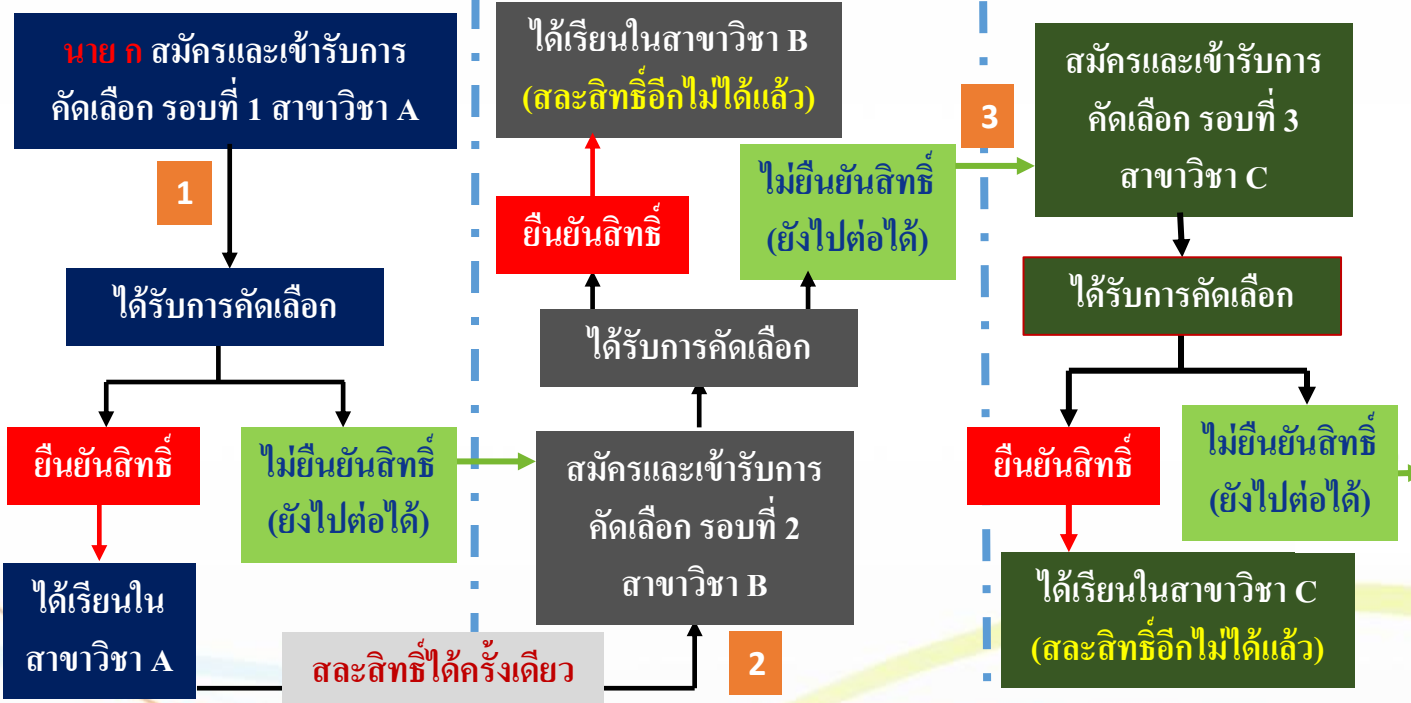 นาย ก สมัครและเข้ารับการ
คัดเลือก รอบที่ 1 สาขาวิชา A
1
ได้รับการคัดเลือก
ยืนยันสิทธิ์
ไม่ยืนยันสิทธิ์
(ยังไปต่อได้)
ได้เรียนใน
สาขาวิชา A
สละสิทธิ์ได้ครั้งเดียว
2
สมัครและเข้ารับการ
คัดเลือก รอบที่ 2
สาขาวิชา B
ได้รับการคัดเลือก
ยืนยันสิทธิ์
ไม่ยืนยันสิทธิ์
(ยังไปต่อได้)
ได้เรียนในสาขาวิชา B
(สละสิทธิ์อีกไม่ได้แล้ว)
3
สมัครและเข้ารับการ
คัดเลือก รอบที่ 3
สาขาวิชา C
ได้รับการคัดเลือก
ยืนยันสิทธิ์
ไม่ยืนยันสิทธิ์
(ยังไปต่อได้)
ได้เรียนในสาขาวิชา C
(สละสิทธิ์อีกไม่ได้แล้ว)